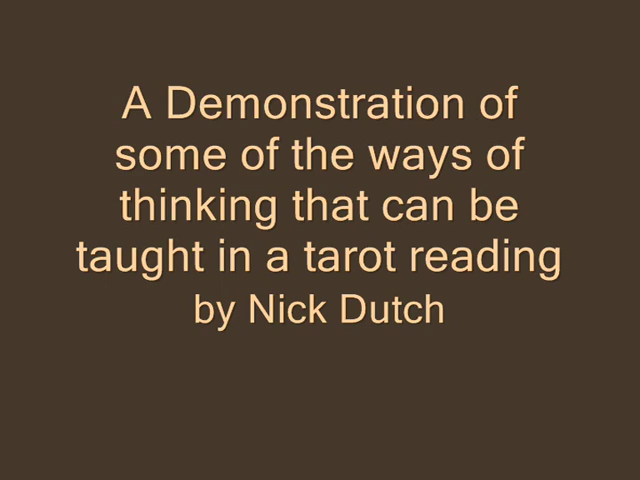 A Demonstration of
some of the ways of
thinking that can be
taught in a tarot reading
by Nick Dutch